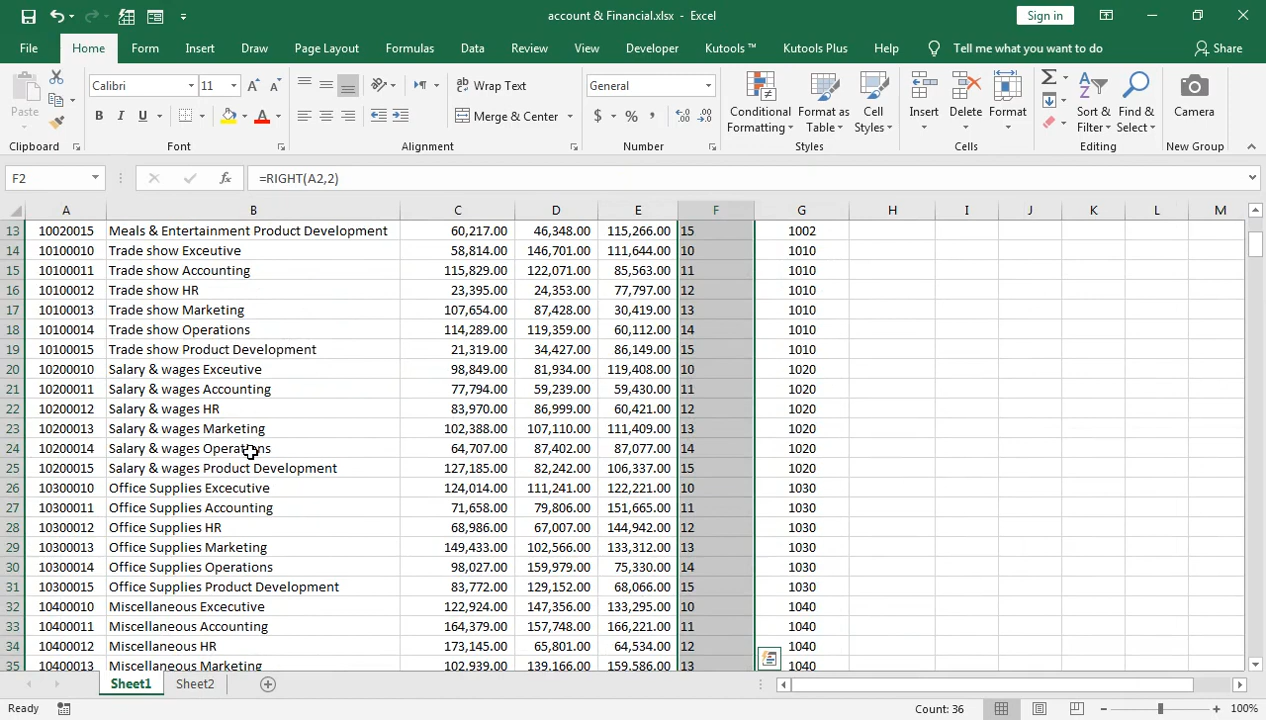 account & Financial.xlsx - Excel
Sign in
File Home Form Insert Draw Page Layout Formulas Data Review View Developer Kutools ™ Kutools Plus Help Tell me what you want to do Share
Paste
Calibri 11
B I U
Wrap Text
Merge & Center
General
$ % ,
Conditional Formatting
Format as Table
Cell Styles
Insert
Delete
Format
Sort & Filter
Find & Select
Camera
Clipboard Font Alignment Number Styles Cells Editing New Group
F2 fx =RIGHT(A2,2)
A B C D E F G H I J K L M
13 10020015 Meals & Entertainment Product Development 60,217.00 46,348.00 115,266.00 15 1002
14 10100010 Trade show Excecutive 58,814.00 146,701.00 111,644.00 10 1010
15 10100011 Trade show Accounting 115,829.00 122,071.00 85,563.00 11 1010
16 10100012 Trade show HR 23,395.00 24,353.00 77,797.00 12 1010
17 10100013 Trade show Marketing 107,654.00 87,428.00 30,419.00 13 1010
18 10100014 Trade show Operations 114,289.00 119,359.00 60,112.00 14 1010
19 10100015 Trade show Product Development 21,319.00 34,427.00 86,149.00 15 1010
20 10200010 Salary & wages Excecutive 98,849.00 81,934.00 119,408.00 10 1020
21 10200011 Salary & wages Accounting 77,794.00 59,239.00 59,430.00 11 1020
22 10200012 Salary & wages HR 83,970.00 86,999.00 60,421.00 12 1020
23 10200013 Salary & wages Marketing 102,388.00 107,110.00 111,409.00 13 1020
24 10200014 Salary & wages Operations 64,707.00 87,402.00 87,077.00 14 1020
25 10200015 Salary & wages Product Development 127,185.00 82,242.00 106,337.00 15 1020
26 10300010 Office Supplies Excecutive 124,014.00 111,241.00 122,221.00 10 1030
27 10300011 Office Supplies Accounting 71,658.00 79,806.00 151,665.00 11 1030
28 10300012 Office Supplies HR 68,986.00 67,007.00 144,942.00 12 1030
29 10300013 Office Supplies Marketing 149,433.00 102,566.00 133,312.00 13 1030
30 10300014 Office Supplies Operations 98,027.00 159,979.00 75,330.00 14 1030
31 10300015 Office Supplies Product Development 83,772.00 129,152.00 68,066.00 15 1030
32 10400010 Miscellaneous Excecutive 122,924.00 147,356.00 133,295.00 10 1040
33 10400011 Miscellaneous Accounting 164,379.00 157,748.00 166,221.00 11 1040
34 10400012 Miscellaneous HR 173,145.00 65,801.00 64,534.00 12 1040
35 10400013 Miscellaneous Marketing 102,939.00 139,166.00 159,586.00 13 1040
Sheet1 Sheet2
Ready Count: 36 100%